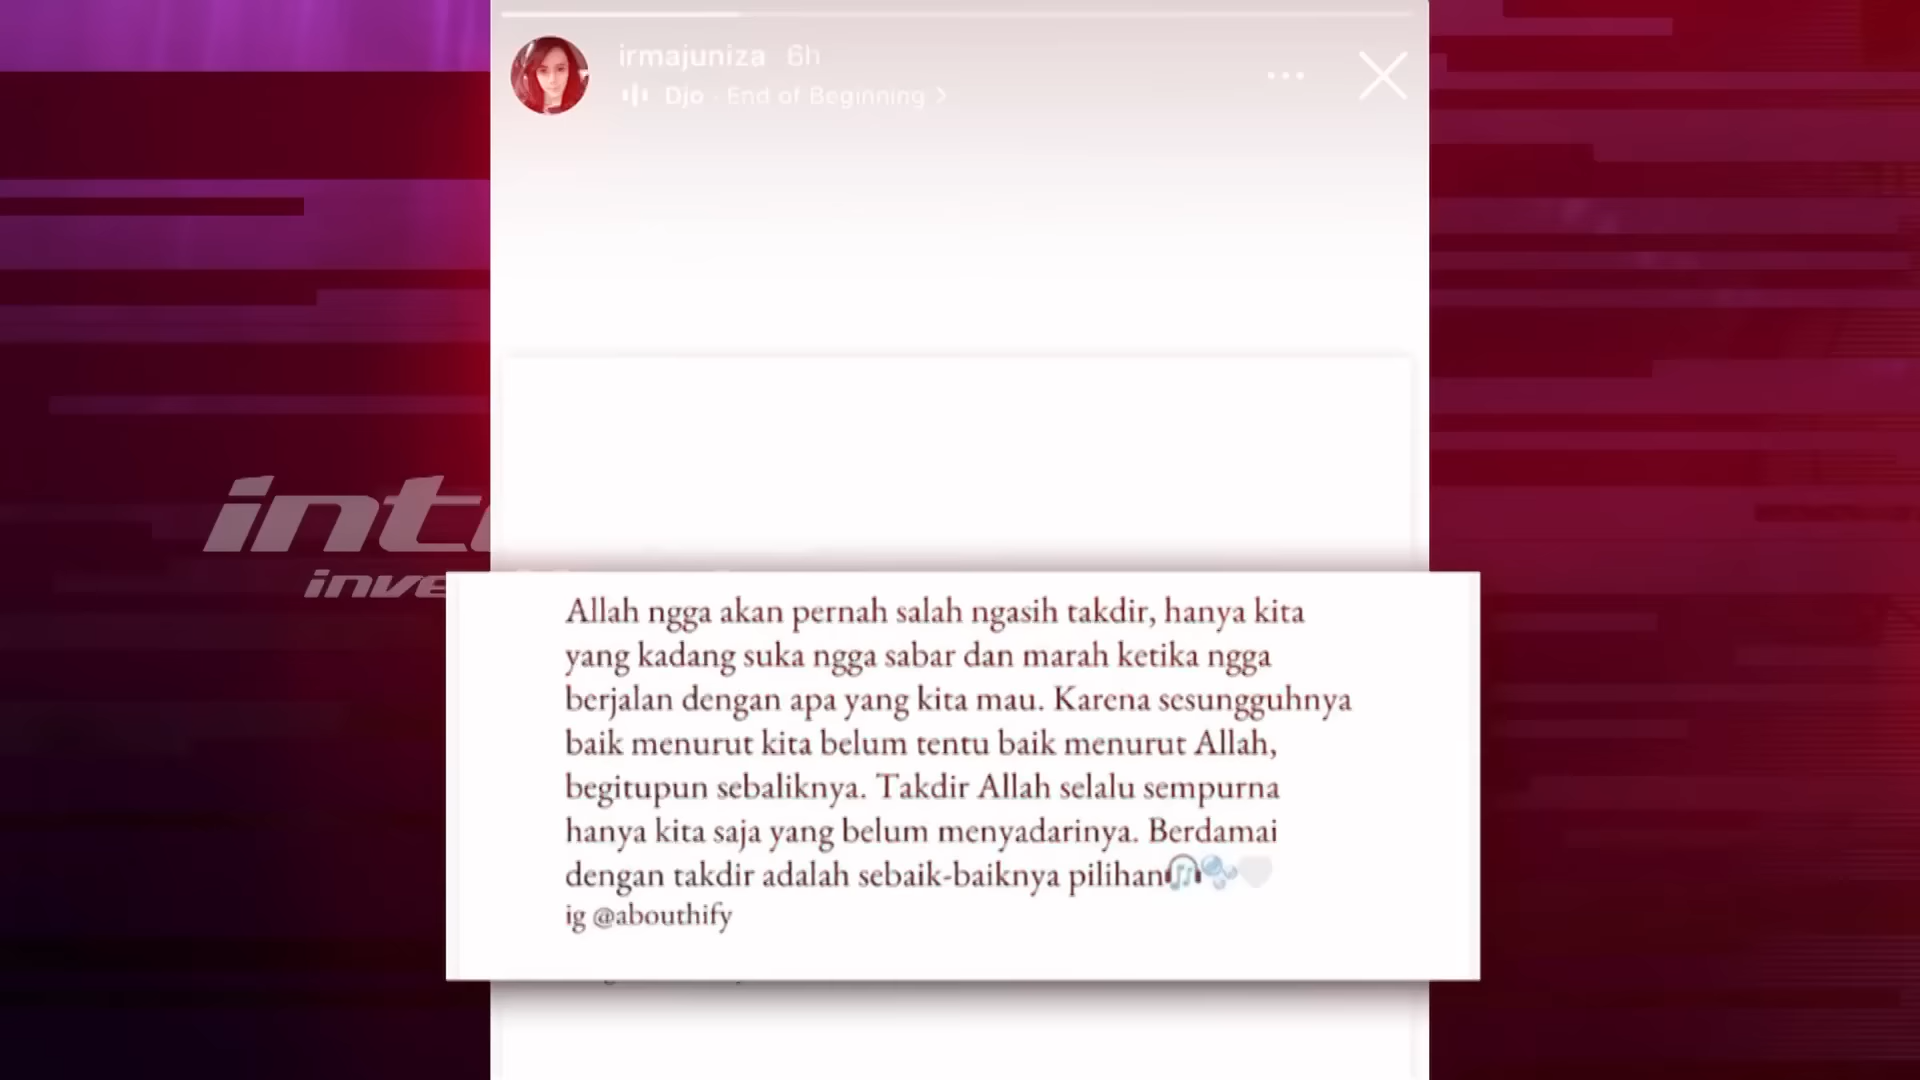 irmajuniza 6h
Djo · End of Beginning >
Allah ngga akan pernah salah ngasih takdir, hanya kita
yang kadang suka ngga sabar dan marah ketika ngga
berjalan dengan apa yang kita mau. Karena sesungguhnya
baik menurut kita belum tentu baik menurut Allah,
begitupun sebaliknya. Takdir Allah selalu sempurna
hanya kita saja yang belum menyadarinya. Berdamai
dengan takdir adalah sebaik-baiknya pilihan
ig @abouthify